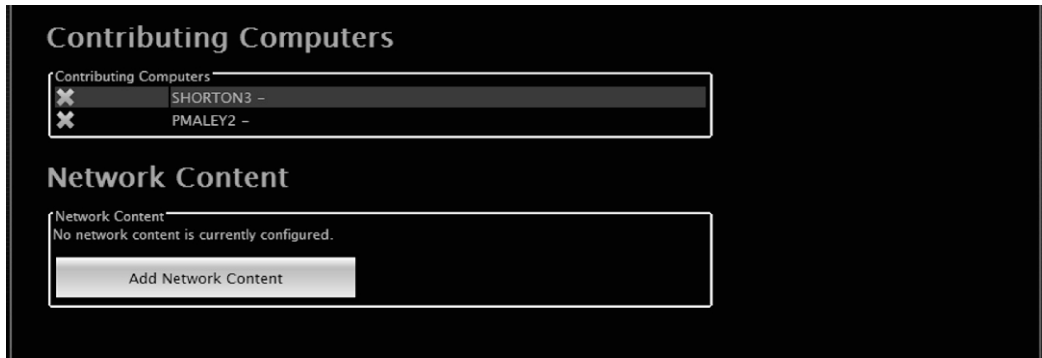 Contributing Computers
Contributing Computers
SHORTON3 –
PMALEY2 –
Network Content
Network Content
No network content is currently configured.
Add Network Content